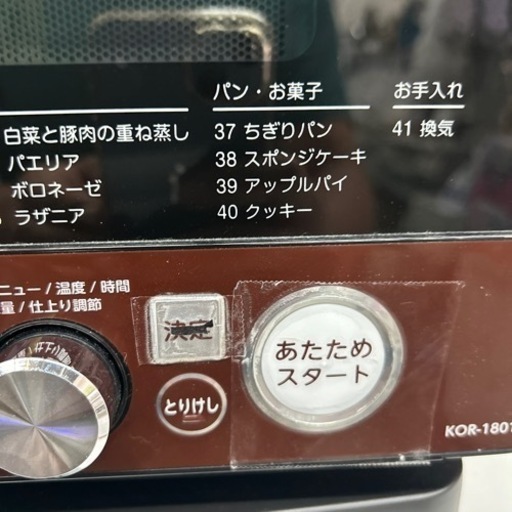 パン・お菓子
お手入れ
白菜と豚肉の重ね蒸し
パエリア
ボロネーゼ
ラザニア
37 ちぎりパン
38 スポンジケーキ
39 アップルパイ
40 クッキー
41 換気
ニュー / 温度 / 時間
量 / 仕上り調節
決定
とりけし
あたため
スタート
KOR-1801